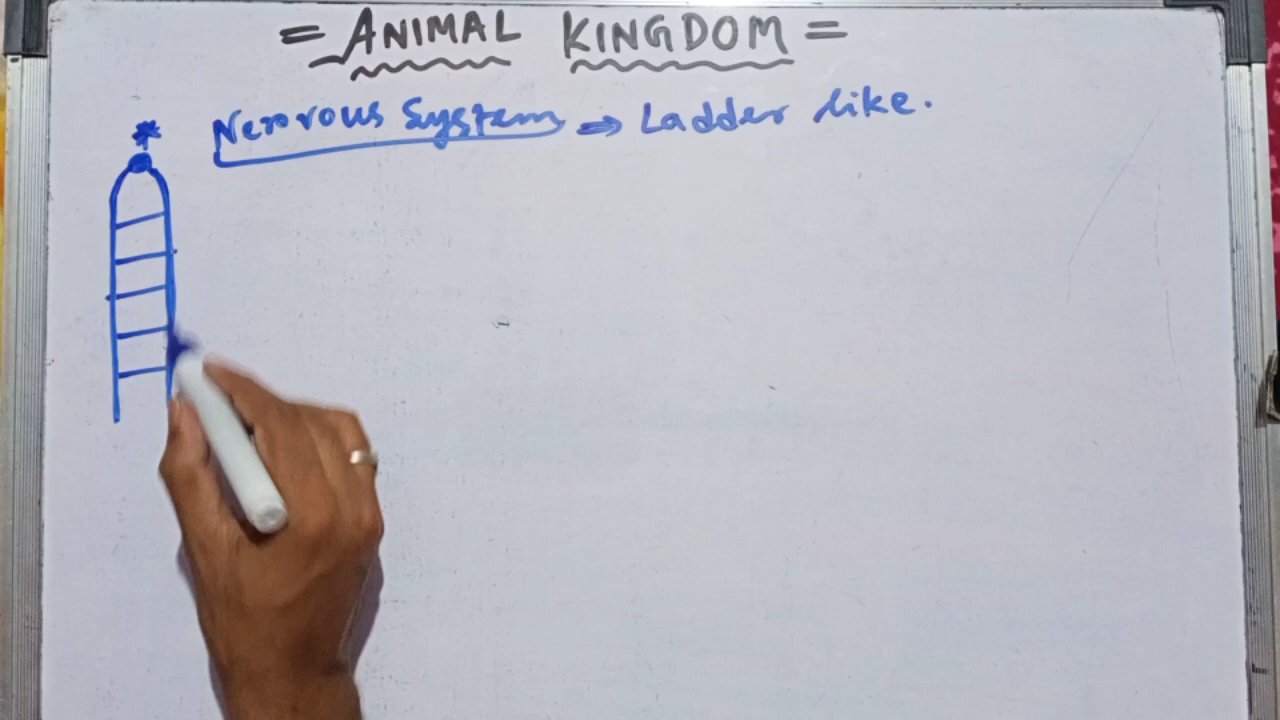 = ANIMAL KINGDOM =
* Nervous System ⇒ Ladder like.